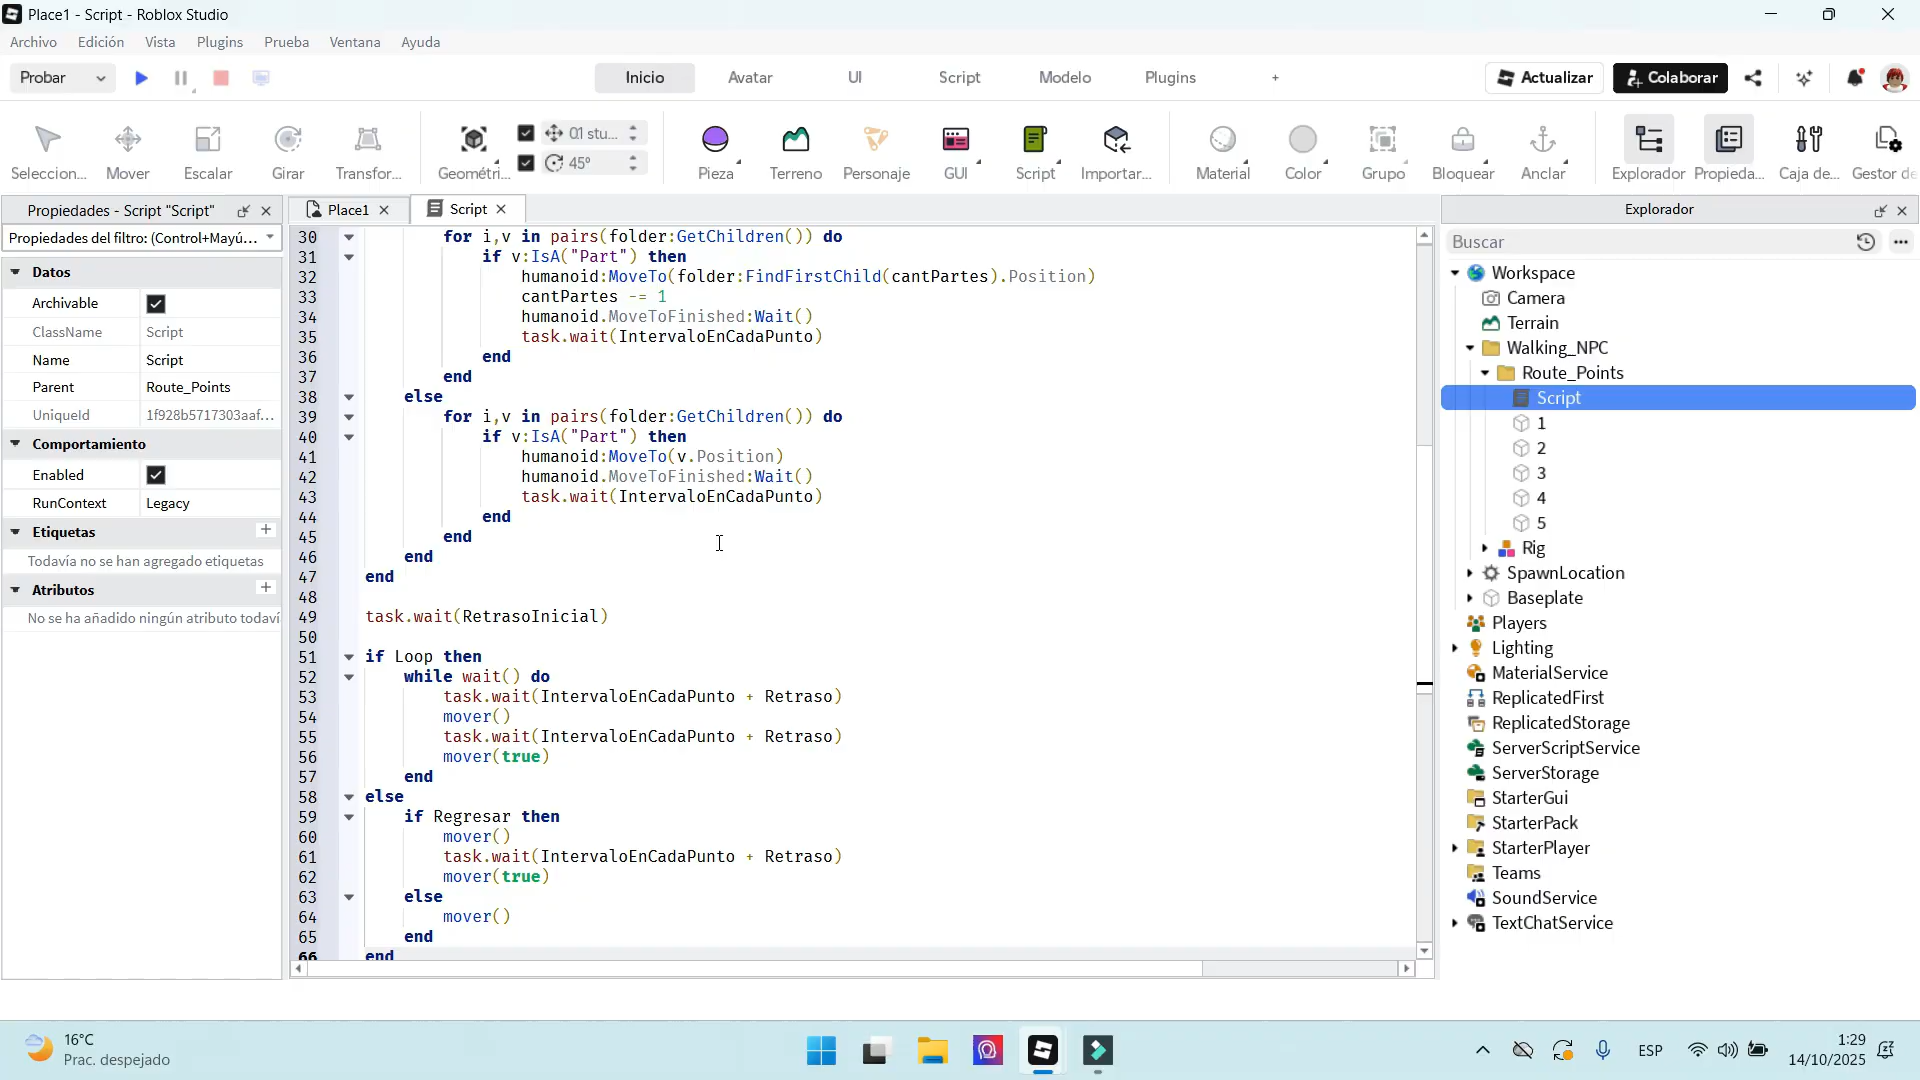 Place1 - Script - Roblox Studio
Archivo Edición Vista Plugins Prueba Ventana Ayuda
Probar Inicio Avatar UI Script Modelo Plugins + Actualizar Colaborar
Seleccion... Mover Escalar Girar Transfor... Geometrí... 01 stu... 45° Pieza Terreno Personaje GUI Script Importar... Material Color Grupo Bloquear Anclar Explorador Propieda... Caja de... Gestor de
Propiedades - Script "Script"
Propiedades del filtro: (Control+Mayú...
Datos
Archivable
ClassName Script
Name Script
Parent Route_Points
UniqueId 1f928b5717303aaf...
Comportamiento
Enabled
RunContext Legacy
Etiquetas +
Todavía no se han agregado etiquetas
Atributos +
No se ha añadido ningún atributo todaví
Place1 Script
30 for i,v in pairs(folder:GetChildren()) do
31 if v:IsA("Part") then
32 humanoid:MoveTo(folder:FindFirstChild(cantPartes).Position)
33 cantPartes -= 1
34 humanoid.MoveToFinished:Wait()
35 task.wait(IntervaloEnCadaPunto)
36 end
37 end
38 else
39 for i,v in pairs(folder:GetChildren()) do
40 if v:IsA("Part") then
41 humanoid:MoveTo(v.Position)
42 humanoid.MoveToFinished:Wait()
43 task.wait(IntervaloEnCadaPunto)
44 end
45 end
46 end
47 end
48
49 task.wait(RetrasoInicial)
50
51 if Loop then
52 while wait() do
53 task.wait(IntervaloEnCadaPunto + Retraso)
54 mover()
55 task.wait(IntervaloEnCadaPunto + Retraso)
56 mover(true)
57 end
58 else
59 if Regresar then
60 mover()
61 task.wait(IntervaloEnCadaPunto + Retraso)
62 mover(true)
63 else
64 mover()
65 end
66 end
Explorador
Buscar
Workspace
Camera
Terrain
Walking_NPC
Route_Points
Script
1
2
3
4
5
Rig
SpawnLocation
Baseplate
Players
Lighting
MaterialService
ReplicatedFirst
ReplicatedStorage
ServerScriptService
ServerStorage
StarterGui
StarterPack
StarterPlayer
Teams
SoundService
TextChatService
16°C
Prac. despejado
ESP
1:29
14/10/2025